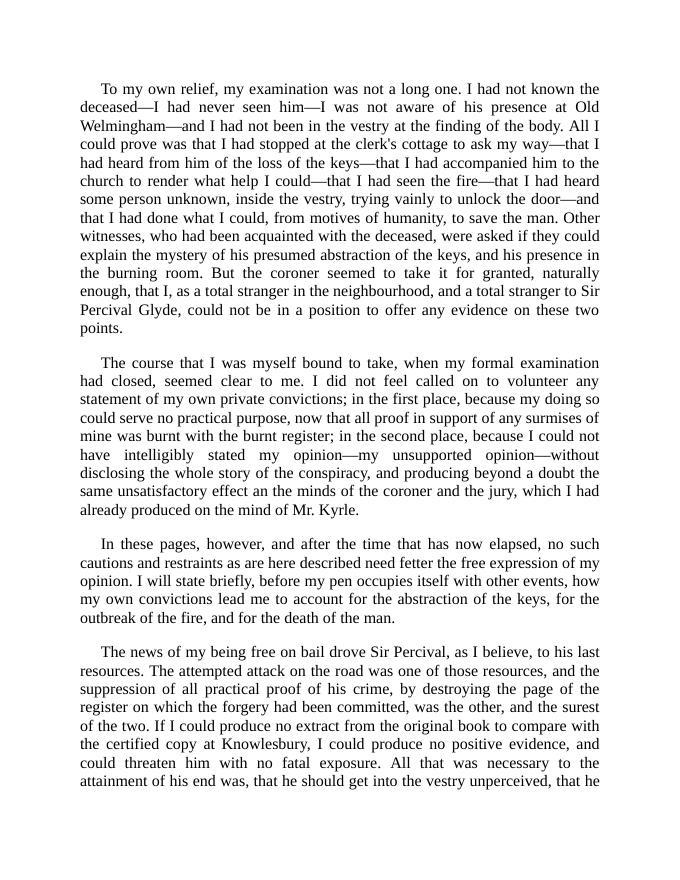 To my own relief, my examination was not a long one. I had not known the
deceased—I had never seen him—I was not aware of his presence at Old
Welmingham—and I had not been in the vestry at the finding of the body. All I
could prove was that I had stopped at the clerk's cottage to ask my way—that I
had heard from him of the loss of the keys—that I had accompanied him to the
church to render what help I could—that I had seen the fire—that I had heard
some person unknown, inside the vestry, trying vainly to unlock the door—and
that I had done what I could, from motives of humanity, to save the man. Other
witnesses, who had been acquainted with the deceased, were asked if they could
explain the mystery of his presumed abstraction of the keys, and his presence in
the burning room. But the coroner seemed to take it for granted, naturally
enough, that I, as a total stranger in the neighbourhood, and a total stranger to Sir
Percival Glyde, could not be in a position to offer any evidence on these two
points.
The course that I was myself bound to take, when my formal examination
had closed, seemed clear to me. I did not feel called on to volunteer any
statement of my own private convictions; in the first place, because my doing so
could serve no practical purpose, now that all proof in support of any surmises of
mine was burnt with the burnt register; in the second place, because I could not
have intelligibly stated my opinion—my unsupported opinion—without
disclosing the whole story of the conspiracy, and producing beyond a doubt the
same unsatisfactory effect an the minds of the coroner and the jury, which I had
already produced on the mind of Mr. Kyrle.
In these pages, however, and after the time that has now elapsed, no such
cautions and restraints as are here described need fetter the free expression of my
opinion. I will state briefly, before my pen occupies itself with other events, how
my own convictions lead me to account for the abstraction of the keys, for the
outbreak of the fire, and for the death of the man.
The news of my being free on bail drove Sir Percival, as I believe, to his last
resources. The attempted attack on the road was one of those resources, and the
suppression of all practical proof of his crime, by destroying the page of the
register on which the forgery had been committed, was the other, and the surest
of the two. If I could produce no extract from the original book to compare with
the certified copy at Knowlesbury, I could produce no positive evidence, and
could threaten him with no fatal exposure. All that was necessary to the
attainment of his end was, that he should get into the vestry unperceived, that he